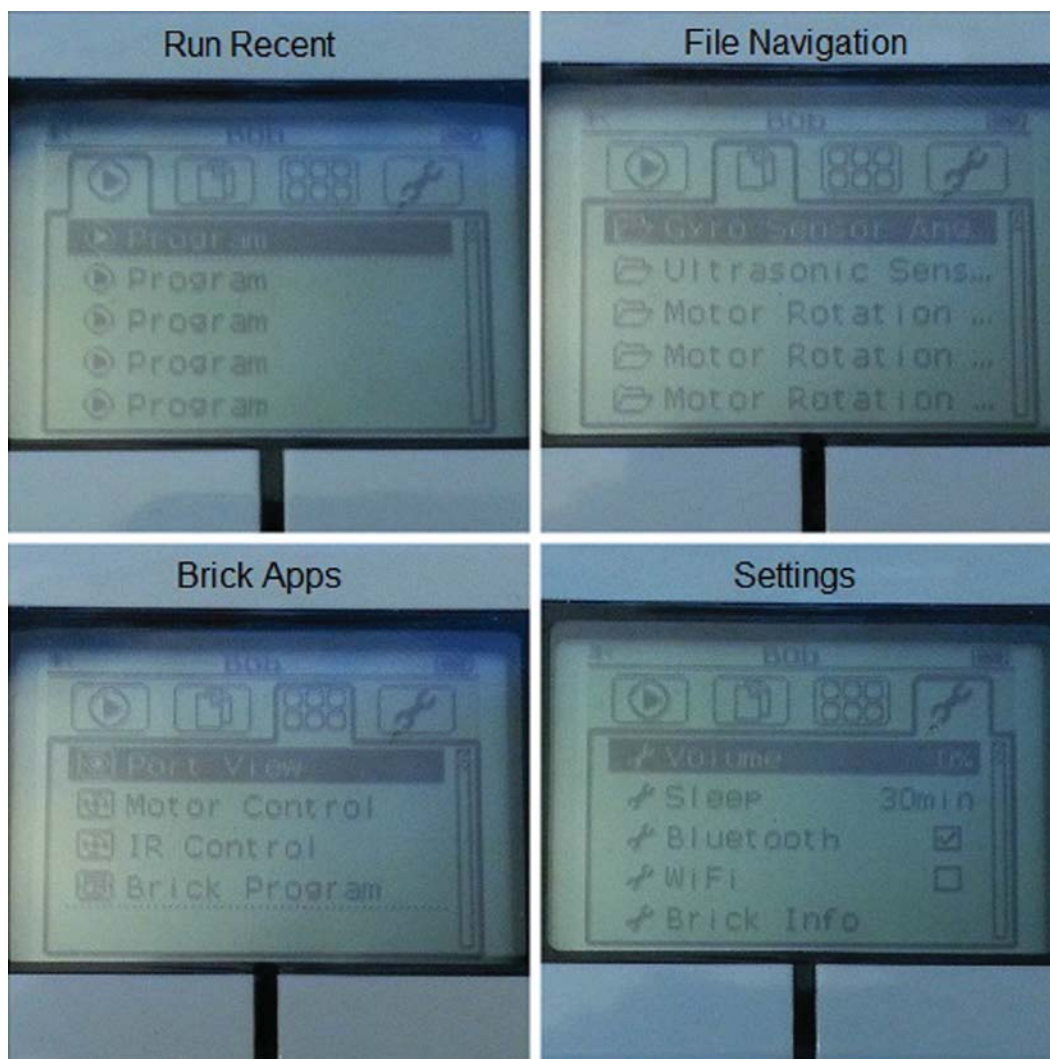 Run Recent
Bob
Program
Program
Program
Program
Program
File Navigation
Bob
Gyro Sensor Ang…
Ultrasonic Sens…
Motor Rotation …
Motor Rotation …
Motor Rotation …
Brick Apps
Bob
Port View
Motor Control
IR Control
Brick Program
Settings
Bob
Volume
Sleep 30min
Bluetooth
WiFi
Brick Info